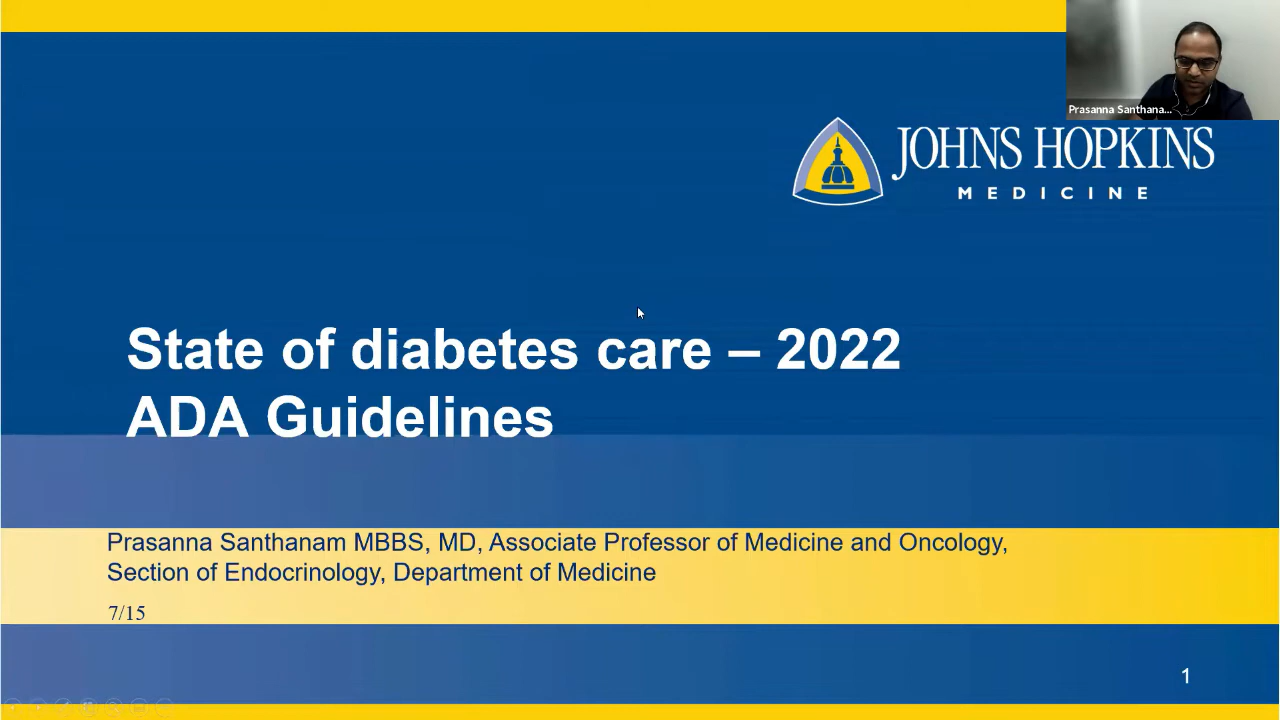 Prasanna Santhana...
JOHNS HOPKINS
MEDICINE
State of diabetes care – 2022
ADA Guidelines
Prasanna Santhanam MBBS, MD, Associate Professor of Medicine and Oncology,
Section of Endocrinology, Department of Medicine
7/15
1